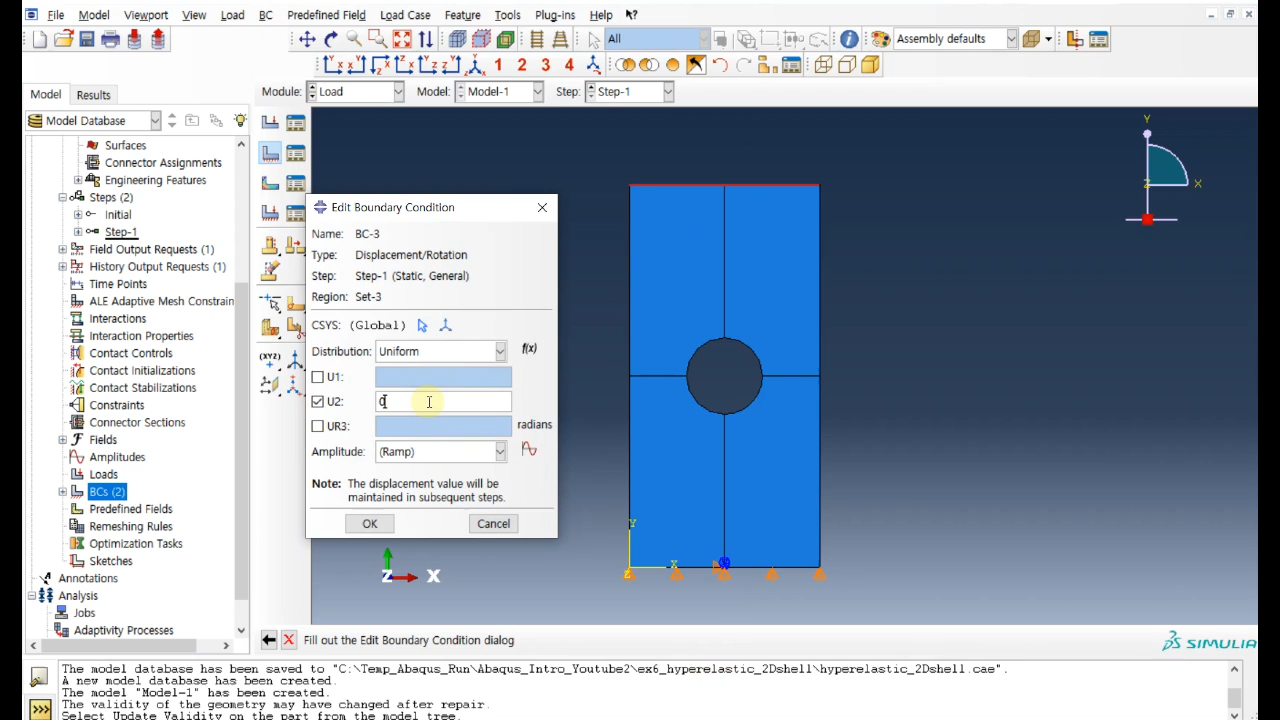 File Model Viewport View Load BC Predefined Field Load Case Feature Tools Plug-ins Help
All Assembly defaults
1 2 3 4
Model Results Module: Load Model: Model-1 Step: Step-1
Model Database
Surfaces
Connector Assignments
Engineering Features
Steps (2)
Initial
Step-1
Field Output Requests (1)
History Output Requests (1)
Time Points
ALE Adaptive Mesh Constrain
Interactions
Interaction Properties
Contact Controls
Contact Initializations
Contact Stabilizations
Constraints
Connector Sections
Fields
Amplitudes
Loads
BCs (2)
Predefined Fields
Remeshing Rules
Optimization Tasks
Sketches
Annotations
Analysis
Jobs
Adaptivity Processes
(XYZ)
Edit Boundary Condition
Name: BC-3
Type: Displacement/Rotation
Step: Step-1 (Static, General)
Region: Set-3
CSYS: (Global)
Distribution: Uniform f(x)
U1:
U2: 0
UR3: radians
Amplitude: (Ramp)
Note: The displacement value will be
maintained in subsequent steps.
OK Cancel
Y
Z X
Y
X
Z
Z X
Fill out the Edit Boundary Condition dialog
SIMULIA
The model database has been saved to "C:\Temp_Abaqus_Run\Abaqus_Intro_Youtube2\ex6_hyperelastic_2Dshell\hyperelastic_2Dshell.cae".
A new model database has been created.
The model "Model-1" has been created.
The validity of the geometry may have changed after repair.
Select Update Validity on the part from the model tree.
>>>